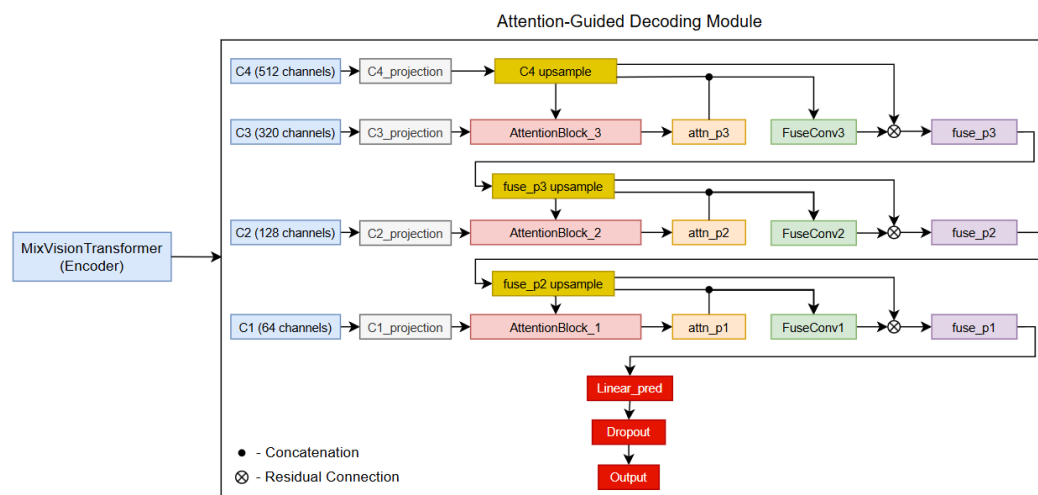 Attention-Guided Decoding Module
C4 (512 channels)
C4_projection
C4 upsample
C3 (320 channels)
C3_projection
AttentionBlock_3
attn_p3
FuseConv3
fuse_p3
fuse_p3 upsample
MixVisionTransformer
(Encoder)
C2 (128 channels)
C2_projection
AttentionBlock_2
attn_p2
FuseConv2
fuse_p2
fuse_p2 upsample
C1 (64 channels)
C1_projection
AttentionBlock_1
attn_p1
FuseConv1
fuse_p1
Linear_pred
Dropout
Output
- Concatenation
- Residual Connection